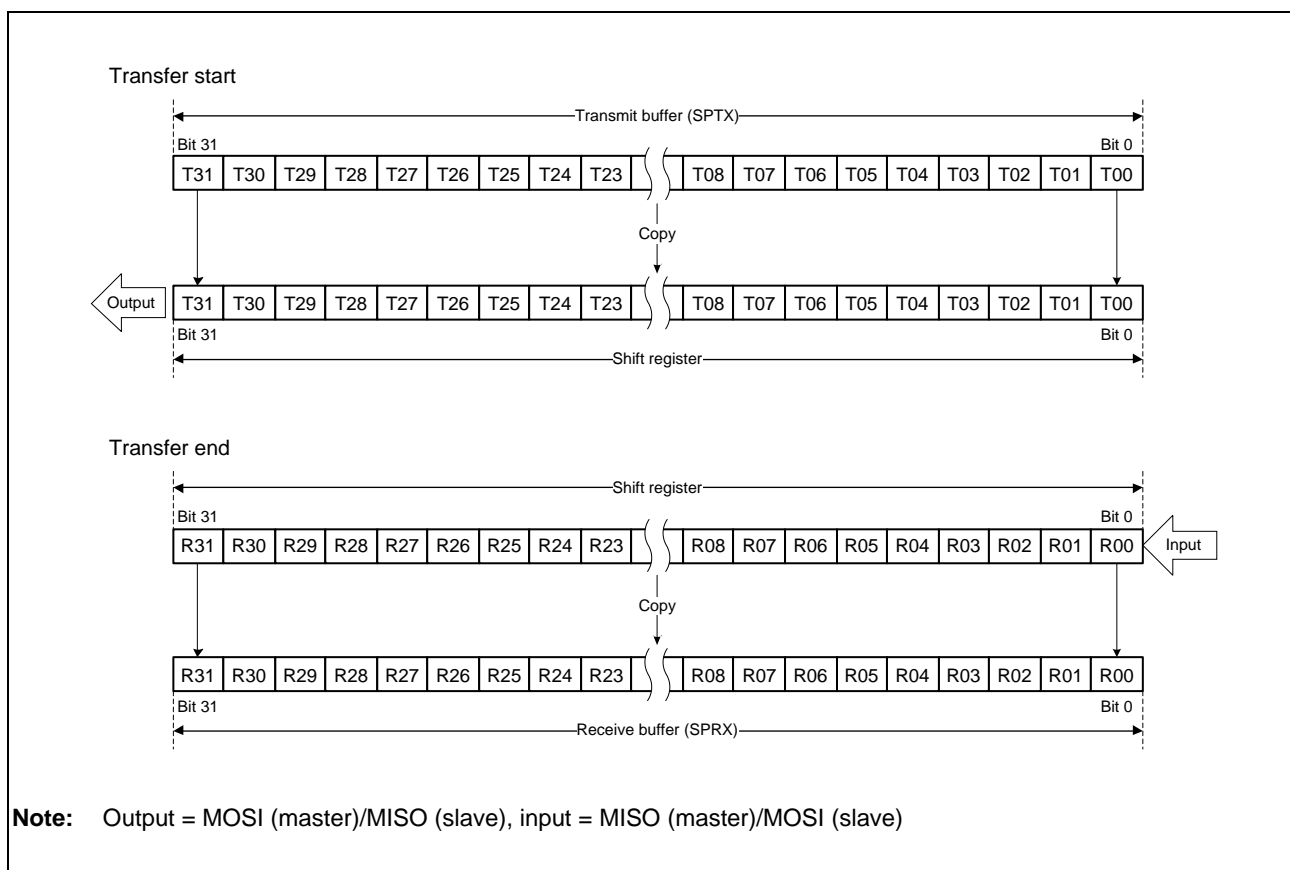 Transfer start
Transmit buffer (SPTX)
Bit 31 Bit 0
T31 T30 T29 T28 T27 T26 T25 T24 T23 T08 T07 T06 T05 T04 T03 T02 T01 T00
Copy
Output T31 T30 T29 T28 T27 T26 T25 T24 T23 T08 T07 T06 T05 T04 T03 T02 T01 T00
Bit 31 Bit 0
Shift register
Transfer end
Shift register
Bit 31 Bit 0
R31 R30 R29 R28 R27 R26 R25 R24 R23 R08 R07 R06 R05 R04 R03 R02 R01 R00 Input
Copy
R31 R30 R29 R28 R27 R26 R25 R24 R23 R08 R07 R06 R05 R04 R03 R02 R01 R00
Bit 31 Bit 0
Receive buffer (SPRX)
Note: Output = MOSI (master)/MISO (slave), input = MISO (master)/MOSI (slave)